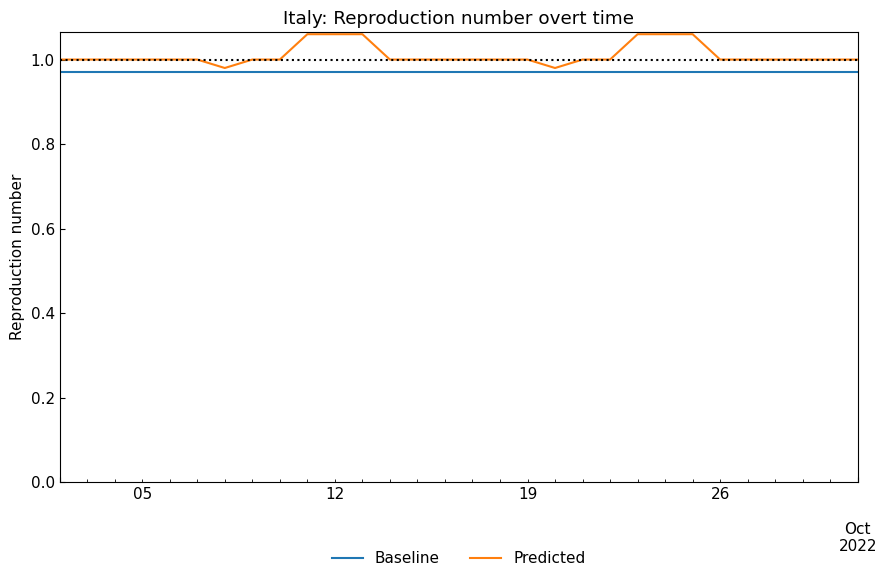 Italy: Reproduction number overt time
Reproduction number
1.0
0.8
0.6
0.4
0.2
0.0
05
12
19
26
Oct
2022
Baseline
Predicted